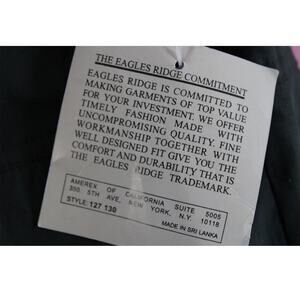 THE EAGLES RIDGE COMMITMENT
EAGLES RIDGE IS COMMITTED TO
MAKING GARMENTS OF TOP VALUE
FOR YOUR INVESTMENT. WE OFFER
TIMELY FASHION MADE WITH
UNCOMPROMISING QUALITY. FINE
WORKMANSHIP TOGETHER WITH
WELL DESIGNED FIT GIVE YOU THE
COMFORT AND DURABILITY THAT IS
THE EAGLES RIDGE TRADEMARK.
AMEREX OF CALIFORNIA SUITE 5005
350. 5TH AVE, NEW YORK, N.Y. 10118
STYLE: 127 130 MADE IN SRI LANKA